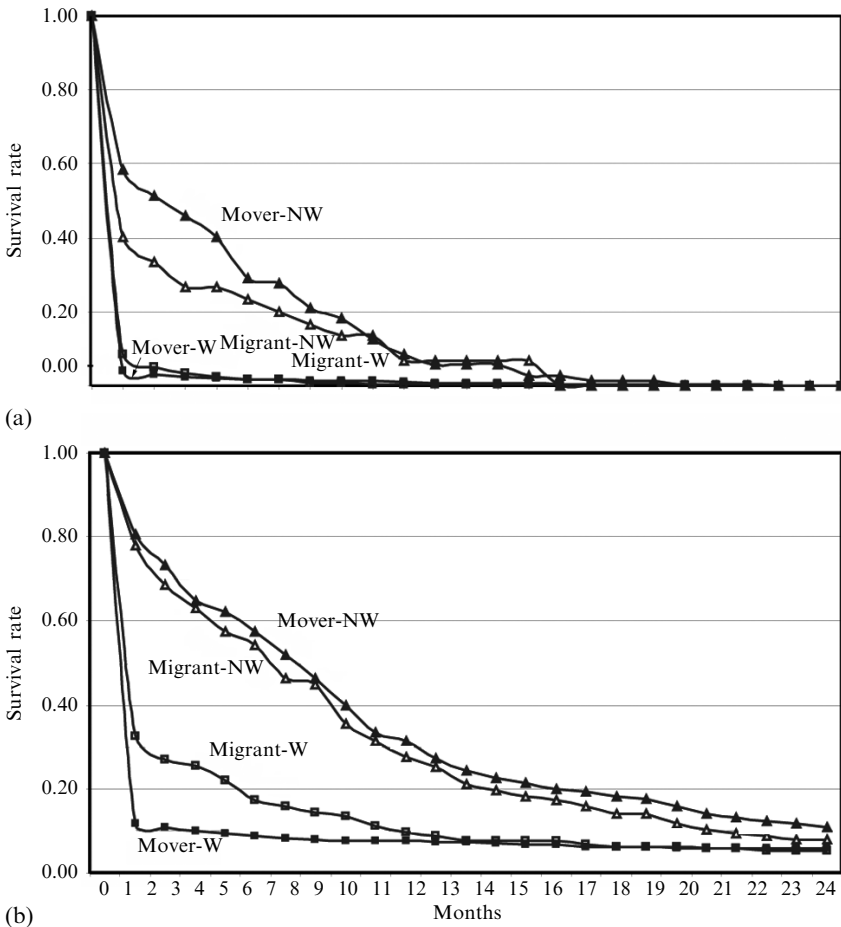 1.00
0.80
0.60
0.40
0.20
0.00
Survival rate
Mover-NW
Migrant-NW
Mover-W
Migrant-W
(a)
1.00
0.80
0.60
0.40
0.20
0.00
Survival rate
Mover-NW
Migrant-NW
Migrant-W
Mover-W
0 1 2 3 4 5 6 7 8 9 10 11 12 13 14 15 16 17 18 19 20 21 22 23 24
Months
(b)